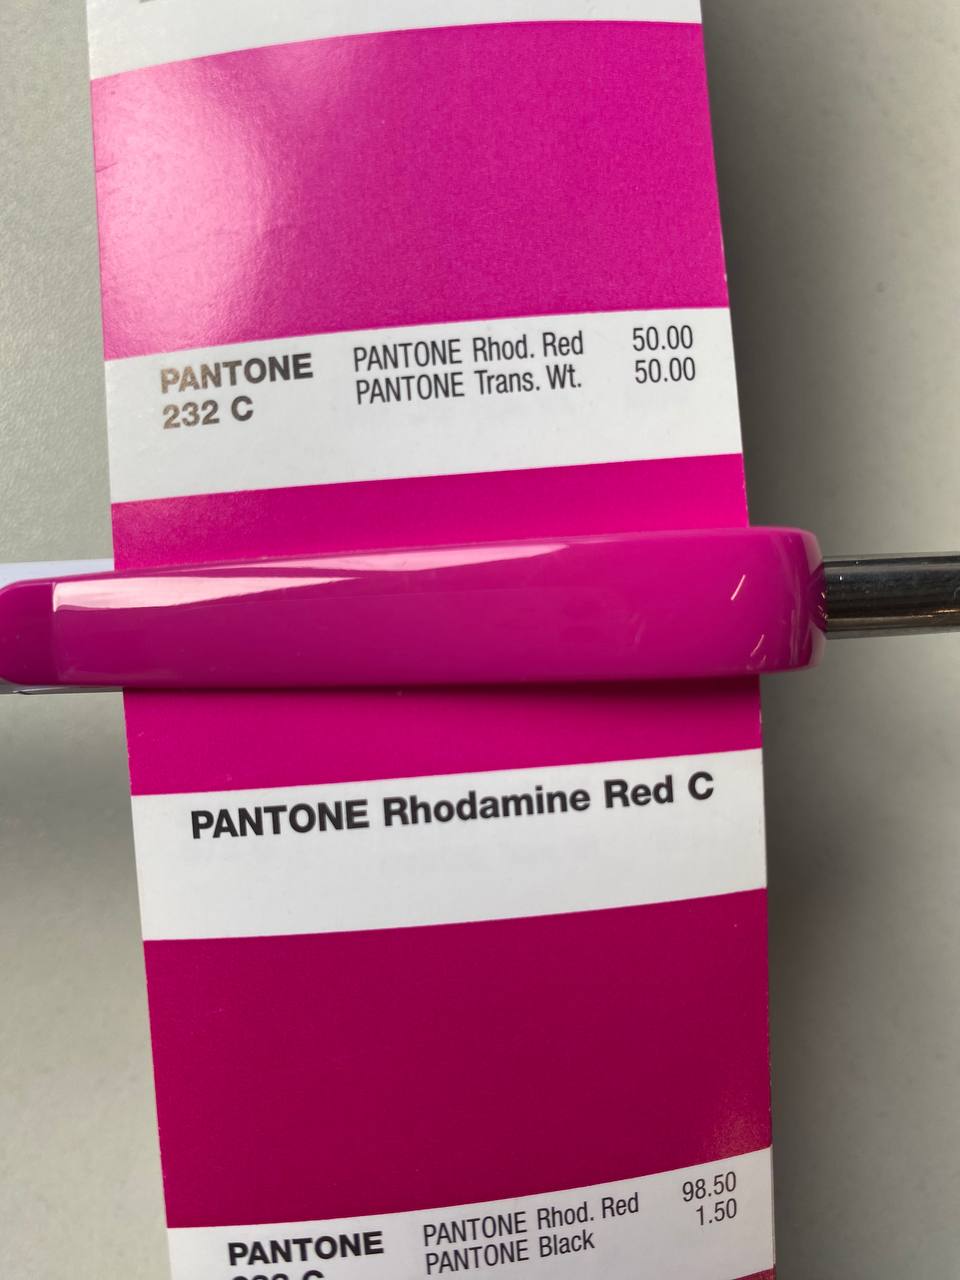 PANTONE
232 C
PANTONE Rhod. Red 50.00
PANTONE Trans. Wt. 50.00
PANTONE Rhodamine Red C
PANTONE
PANTONE Rhod. Red 98.50
PANTONE Black 1.50